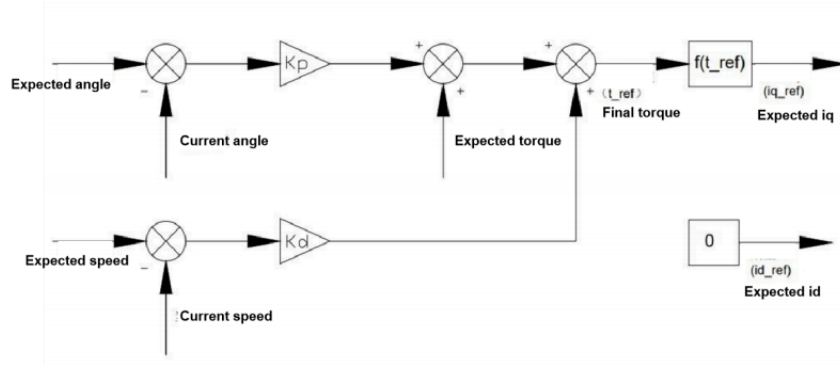 +
+
Kp
f(t_ref)
Expected angle
−
+
+
(t_ref)
(iq_ref)
Final torque
Expected iq
Current angle
Expected torque
Kd
0
Expected speed
−
(id_ref)
Expected id
Current speed